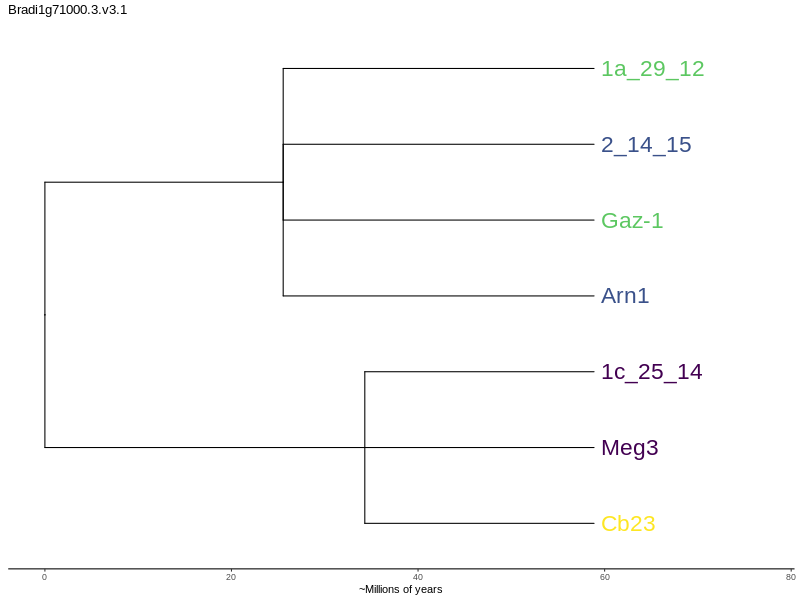 Bradi1g71000.3.v3.1
1a_29_12
2_14_15
Gaz-1
Arn1
1c_25_14
Meg3
Cb23
0 20 40 60 80
~Millions of years